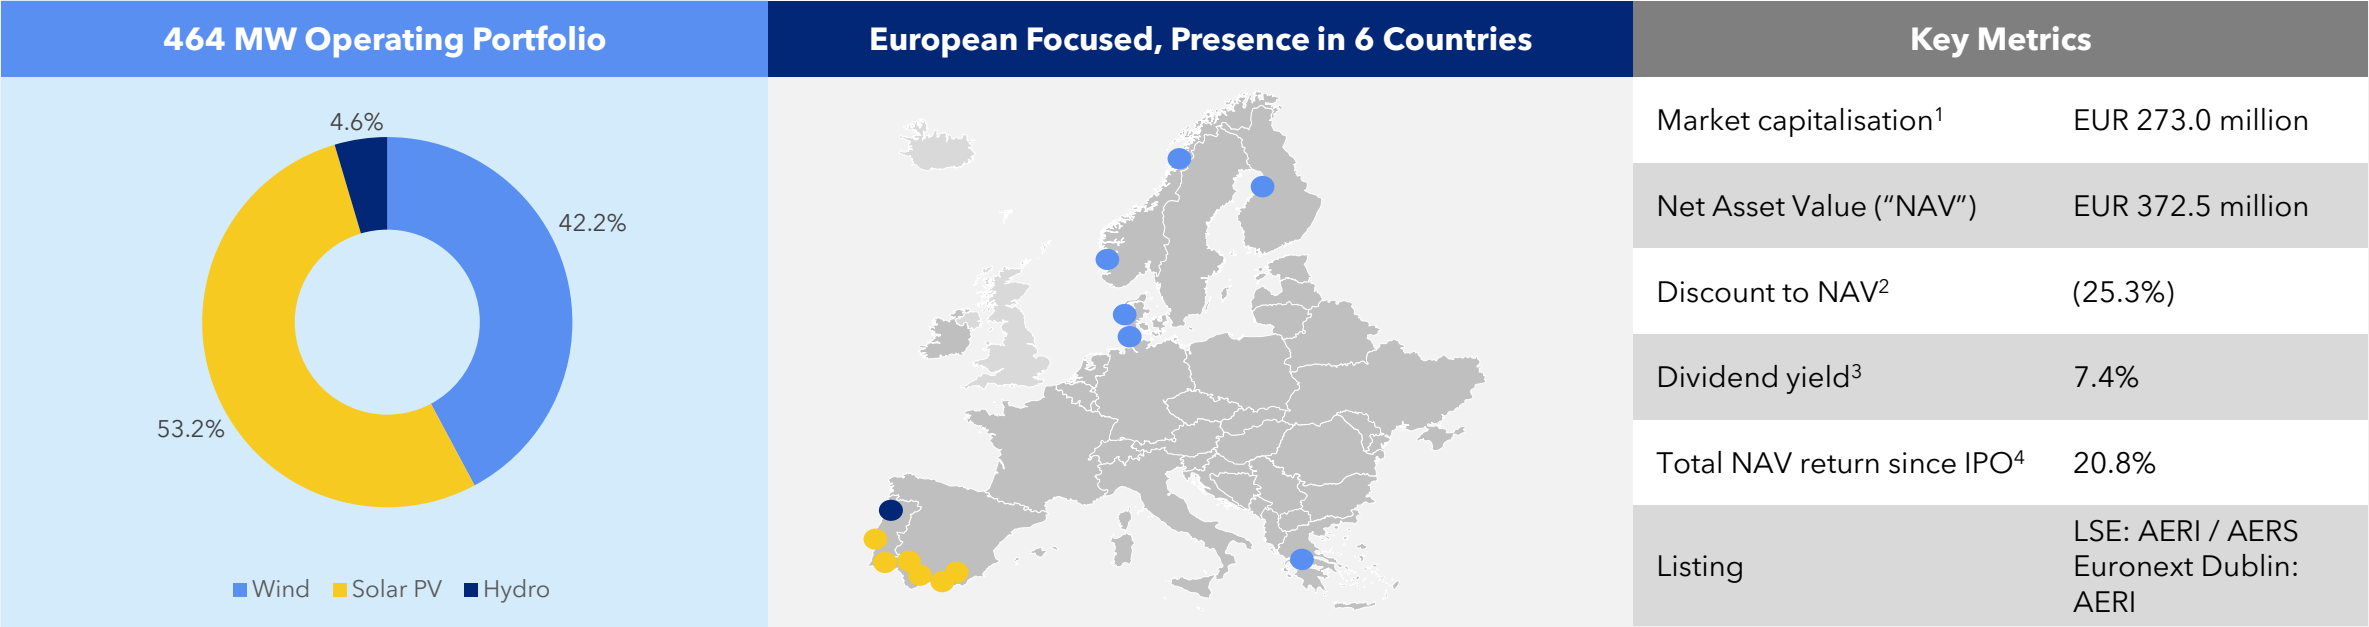 464 MW Operating Portfolio
4.6%
42.2%
53.2%
Wind Solar PV Hydro
European Focused, Presence in 6 Countries
Key Metrics
Market capitalisation¹ EUR 273.0 million
Net Asset Value (“NAV”) EUR 372.5 million
Discount to NAV² (25.3%)
Dividend yield³ 7.4%
Total NAV return since IPO⁴ 20.8%
Listing
LSE: AERI / AERS
Euronext Dublin:
AERI